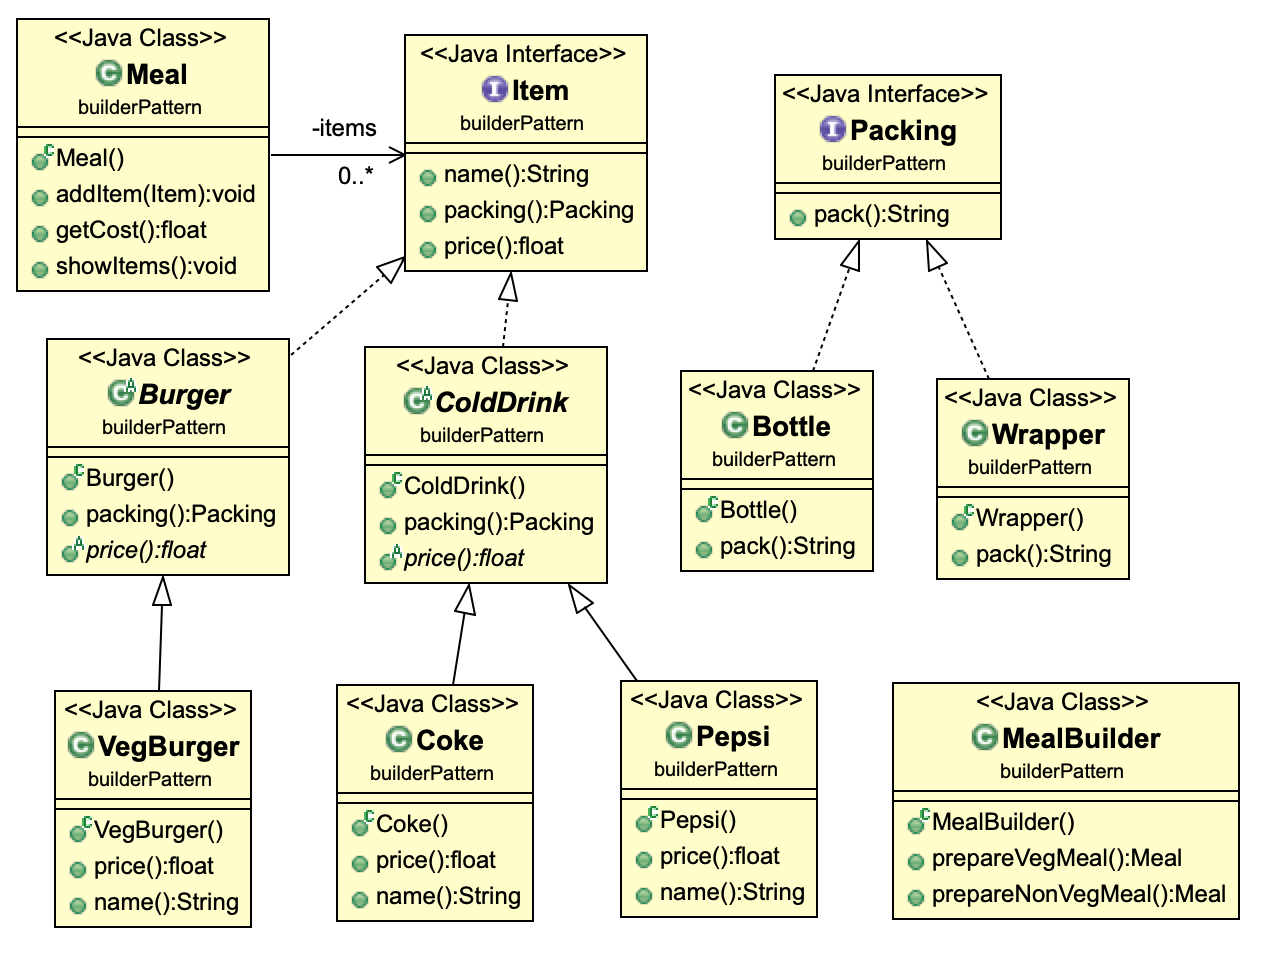 <<Java Class>>
Meal
builderPattern
Meal()
addItem(Item):void
getCost():float
showItems():void
-items
0..*
<<Java Interface>>
Item
builderPattern
name():String
packing():Packing
price():float
<<Java Interface>>
Packing
builderPattern
pack():String
<<Java Class>>
Burger
builderPattern
Burger()
packing():Packing
price():float
<<Java Class>>
ColdDrink
builderPattern
ColdDrink()
packing():Packing
price():float
<<Java Class>>
Bottle
builderPattern
Bottle()
pack():String
<<Java Class>>
Wrapper
builderPattern
Wrapper()
pack():String
<<Java Class>>
VegBurger
builderPattern
VegBurger()
price():float
name():String
<<Java Class>>
Coke
builderPattern
Coke()
price():float
name():String
<<Java Class>>
Pepsi
builderPattern
Pepsi()
price():float
name():String
<<Java Class>>
MealBuilder
builderPattern
MealBuilder()
prepareVegMeal():Meal
prepareNonVegMeal():Meal